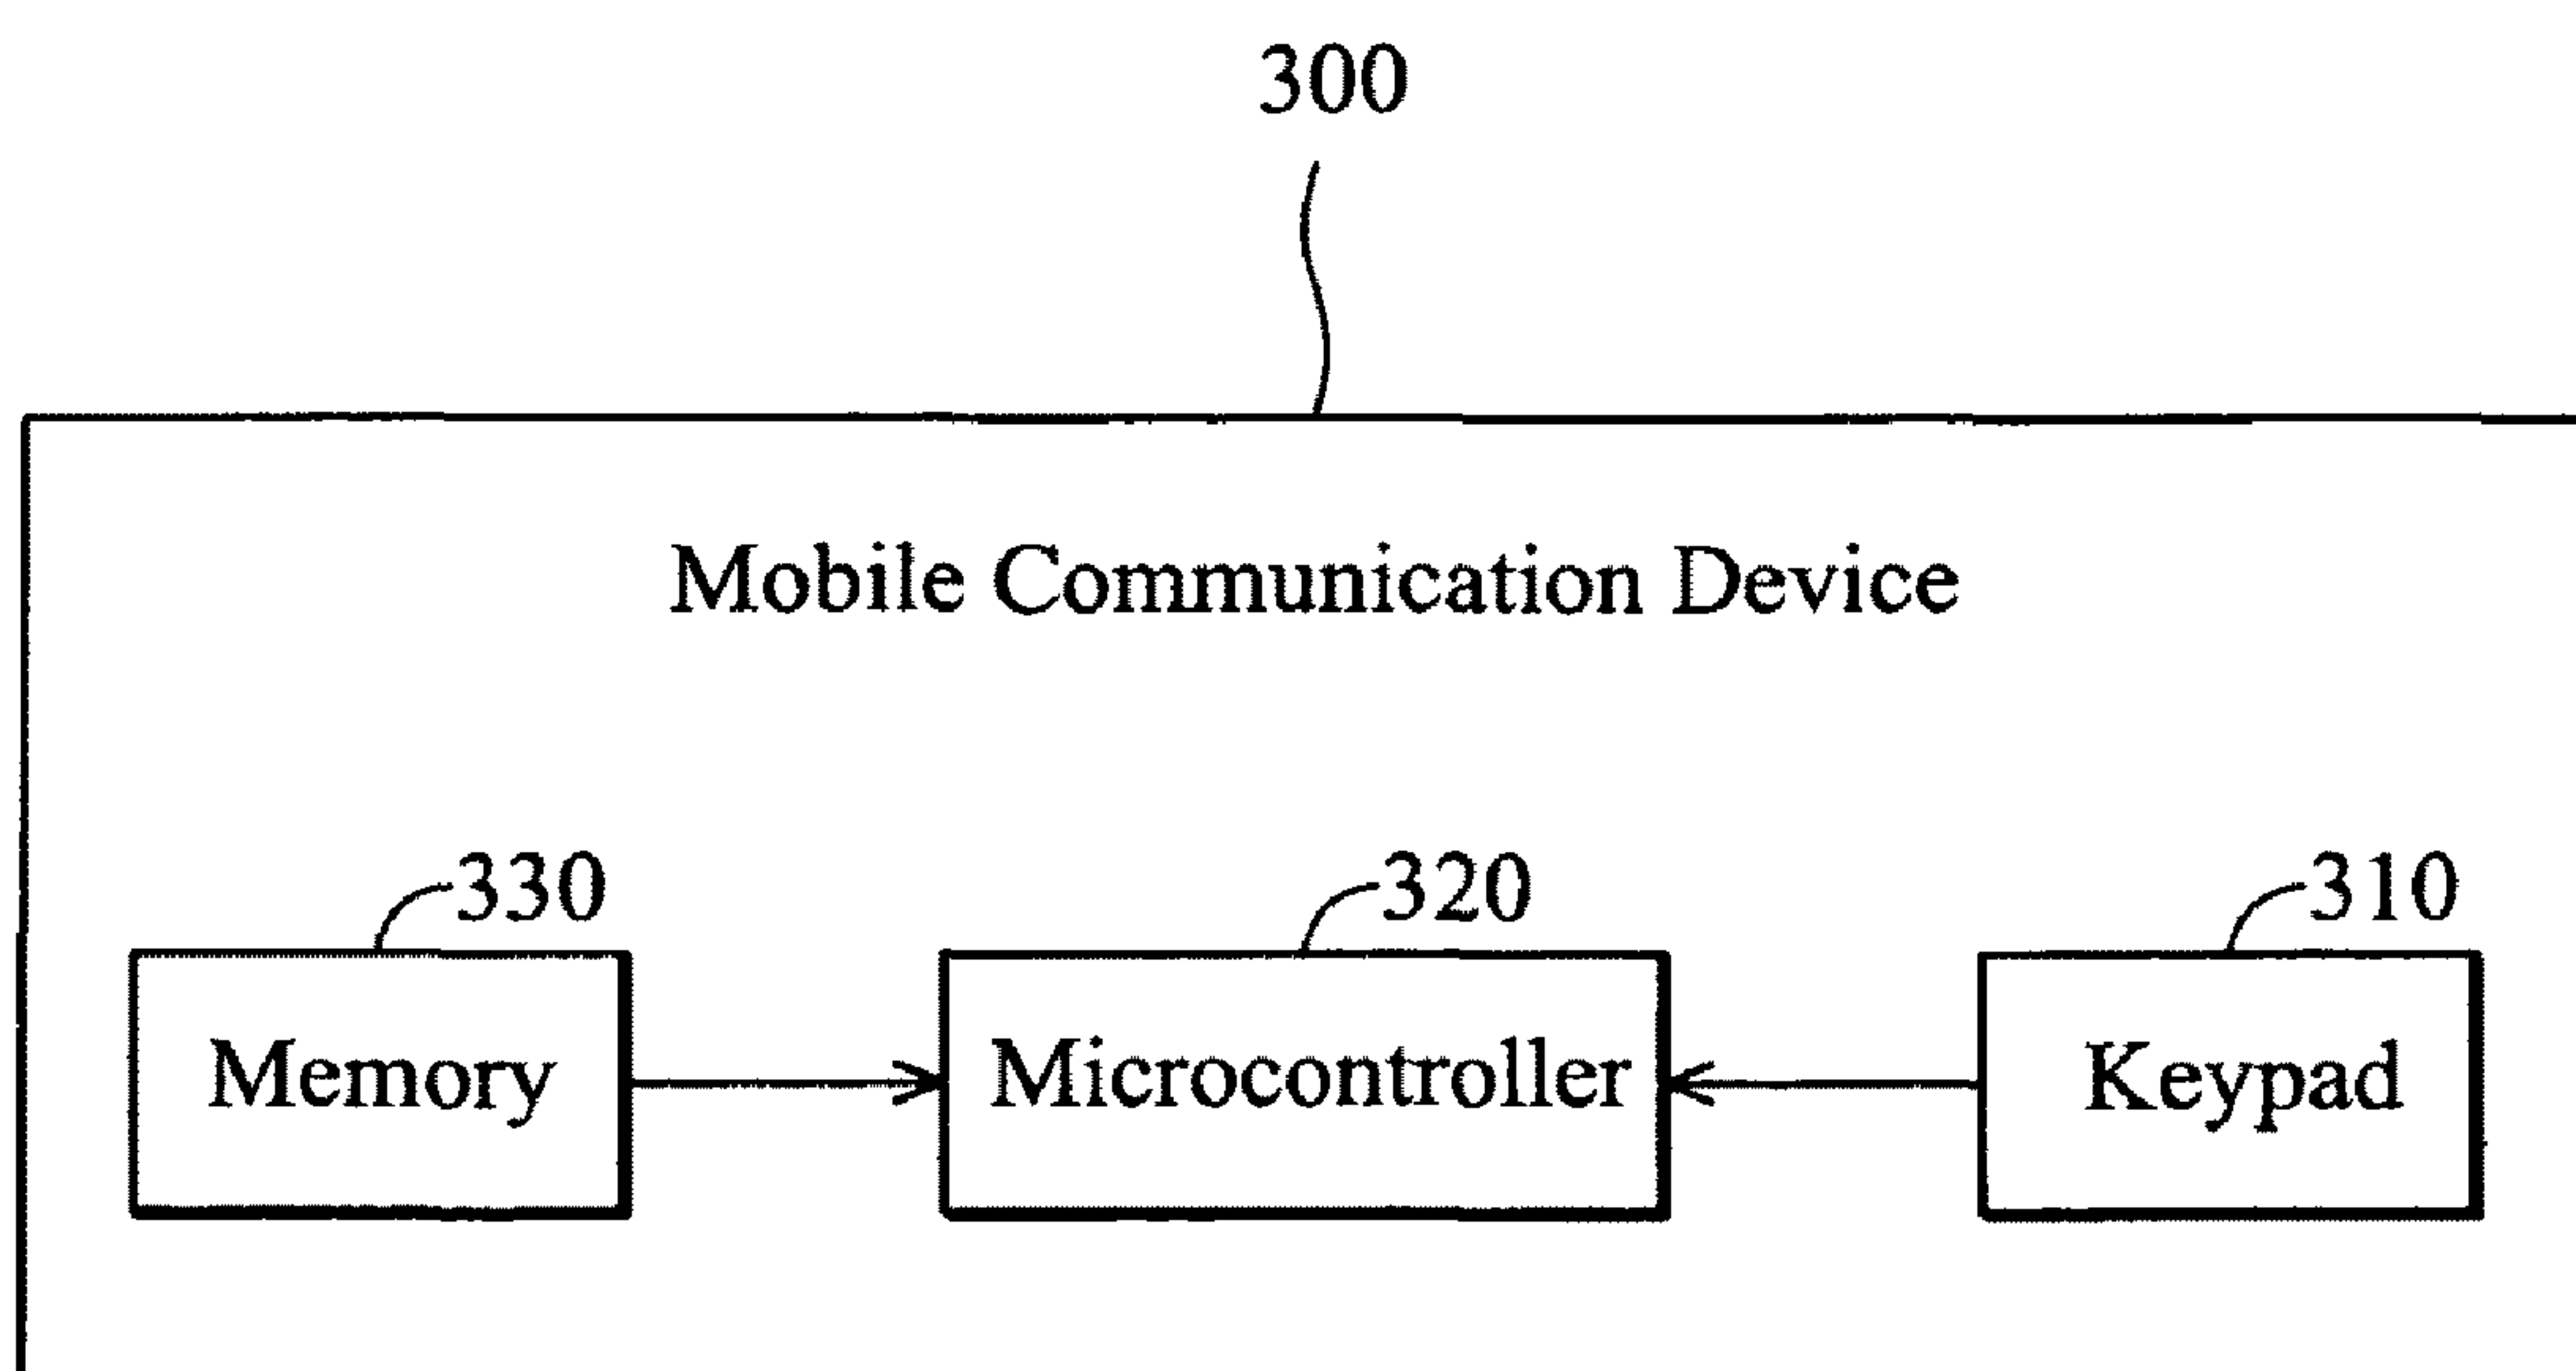 300
Mobile Communication Device
330 320 310
Memory Microcontroller Keypad